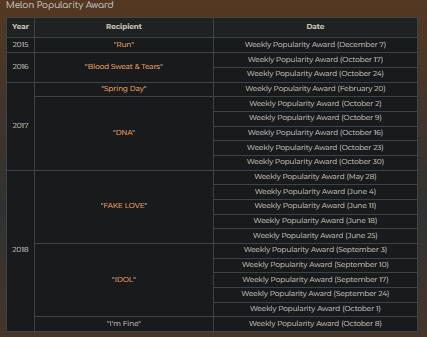 Melon Popularity Award
Year Recipient Date
2015 "Run" Weekly Popularity Award (December 7)
2016 "Blood Sweat & Tears" Weekly Popularity Award (October 17)
Weekly Popularity Award (October 24)
2017 "Spring Day" Weekly Popularity Award (February 20)
"DNA" Weekly Popularity Award (October 2)
Weekly Popularity Award (October 9)
Weekly Popularity Award (October 16)
Weekly Popularity Award (October 23)
Weekly Popularity Award (October 30)
2018 "FAKE LOVE" Weekly Popularity Award (May 28)
Weekly Popularity Award (June 4)
Weekly Popularity Award (June 11)
Weekly Popularity Award (June 18)
Weekly Popularity Award (June 25)
"IDOL" Weekly Popularity Award (September 3)
Weekly Popularity Award (September 10)
Weekly Popularity Award (September 17)
Weekly Popularity Award (September 24)
Weekly Popularity Award (October 1)
"I'm Fine" Weekly Popularity Award (October 8)